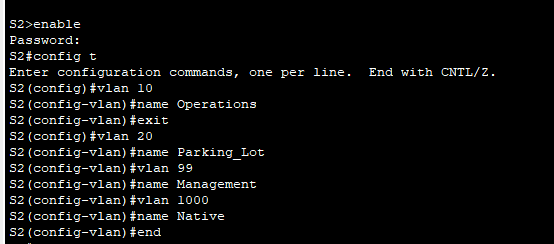 S2>enable
Password:
S2#config t
Enter configuration commands, one per line.  End with CNTL/Z.
S2(config)#vlan 10
S2(config-vlan)#name Operations
S2(config-vlan)#exit
S2(config)#vlan 20
S2(config-vlan)#name Parking_Lot
S2(config-vlan)#vlan 99
S2(config-vlan)#name Management
S2(config-vlan)#vlan 1000
S2(config-vlan)#name Native
S2(config-vlan)#end